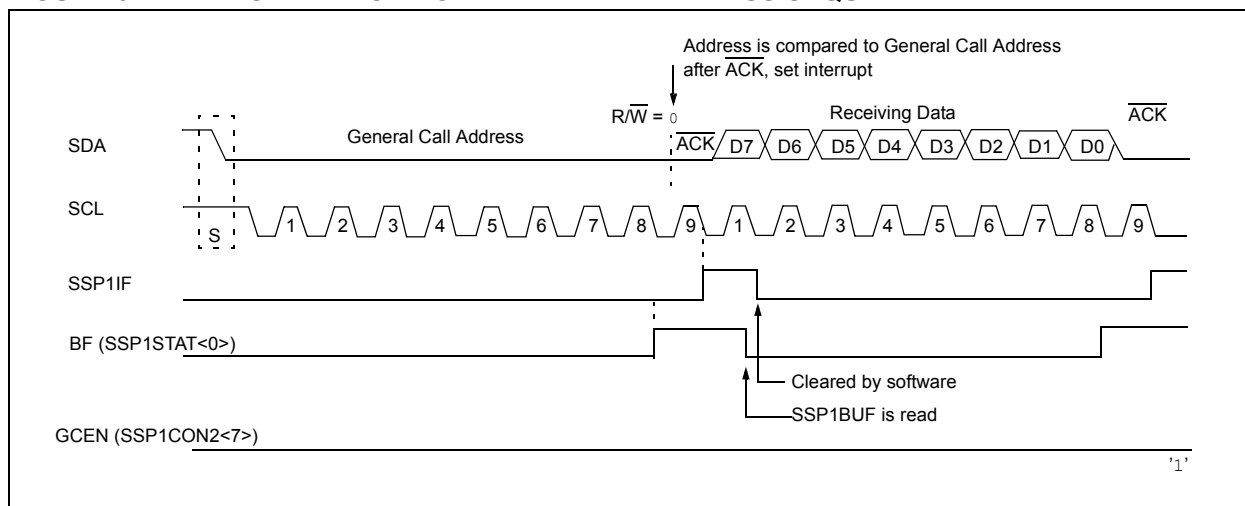 Address is compared to General Call Address
after ACK, set interrupt
R/W = 0
Receiving Data
ACK
SDA
General Call Address
ACK
D7 D6 D5 D4 D3 D2 D1 D0
SCL
S
1 2 3 4 5 6 7 8 9 1 2 3 4 5 6 7 8 9
SSP1IF
BF (SSP1STAT<0>)
Cleared by software
SSP1BUF is read
GCEN (SSP1CON2<7>)
'1'